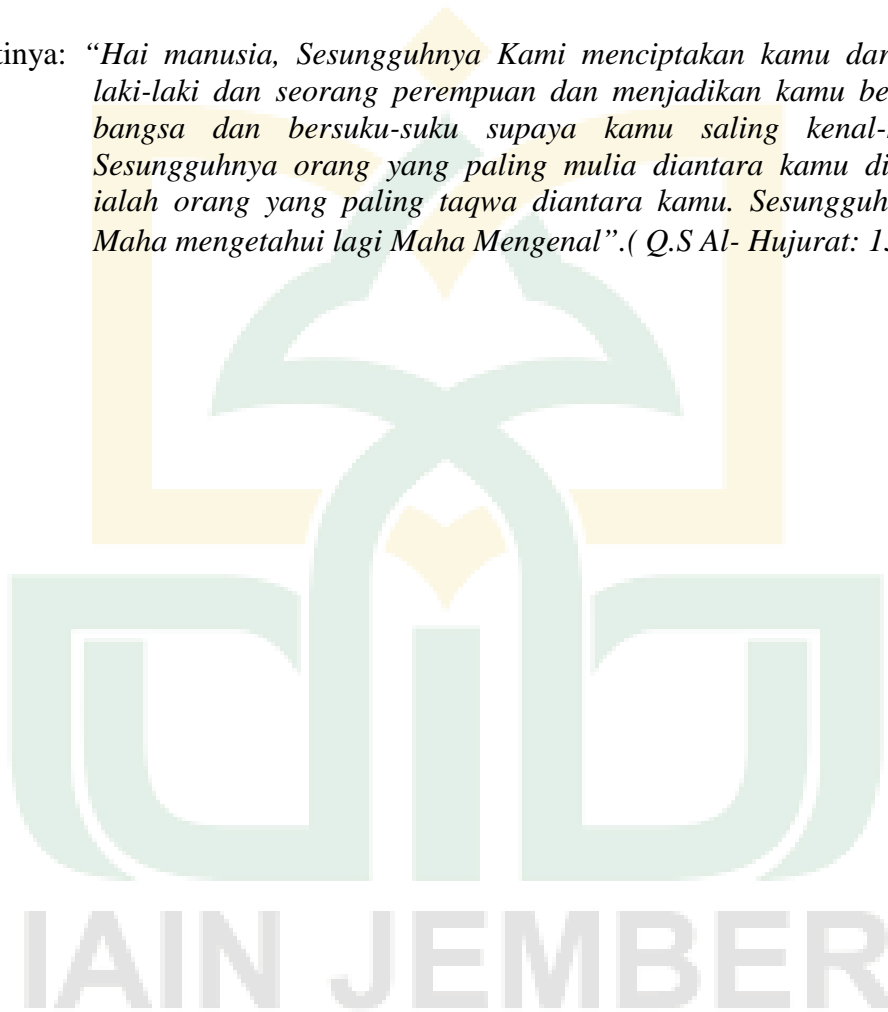 tinya: “Hai manusia, Sesungguhnya Kami menciptakan kamu dar
laki-laki dan seorang perempuan dan menjadikan kamu be
bangsa dan bersuku-suku supaya kamu saling kenal-
Sesungguhnya orang yang paling mulia diantara kamu di
ialah orang yang paling taqwa diantara kamu. Sesungguh
Maha mengetahui lagi Maha Mengenal”.( Q.S Al- Hujurat: 1
IAIN JEMBER